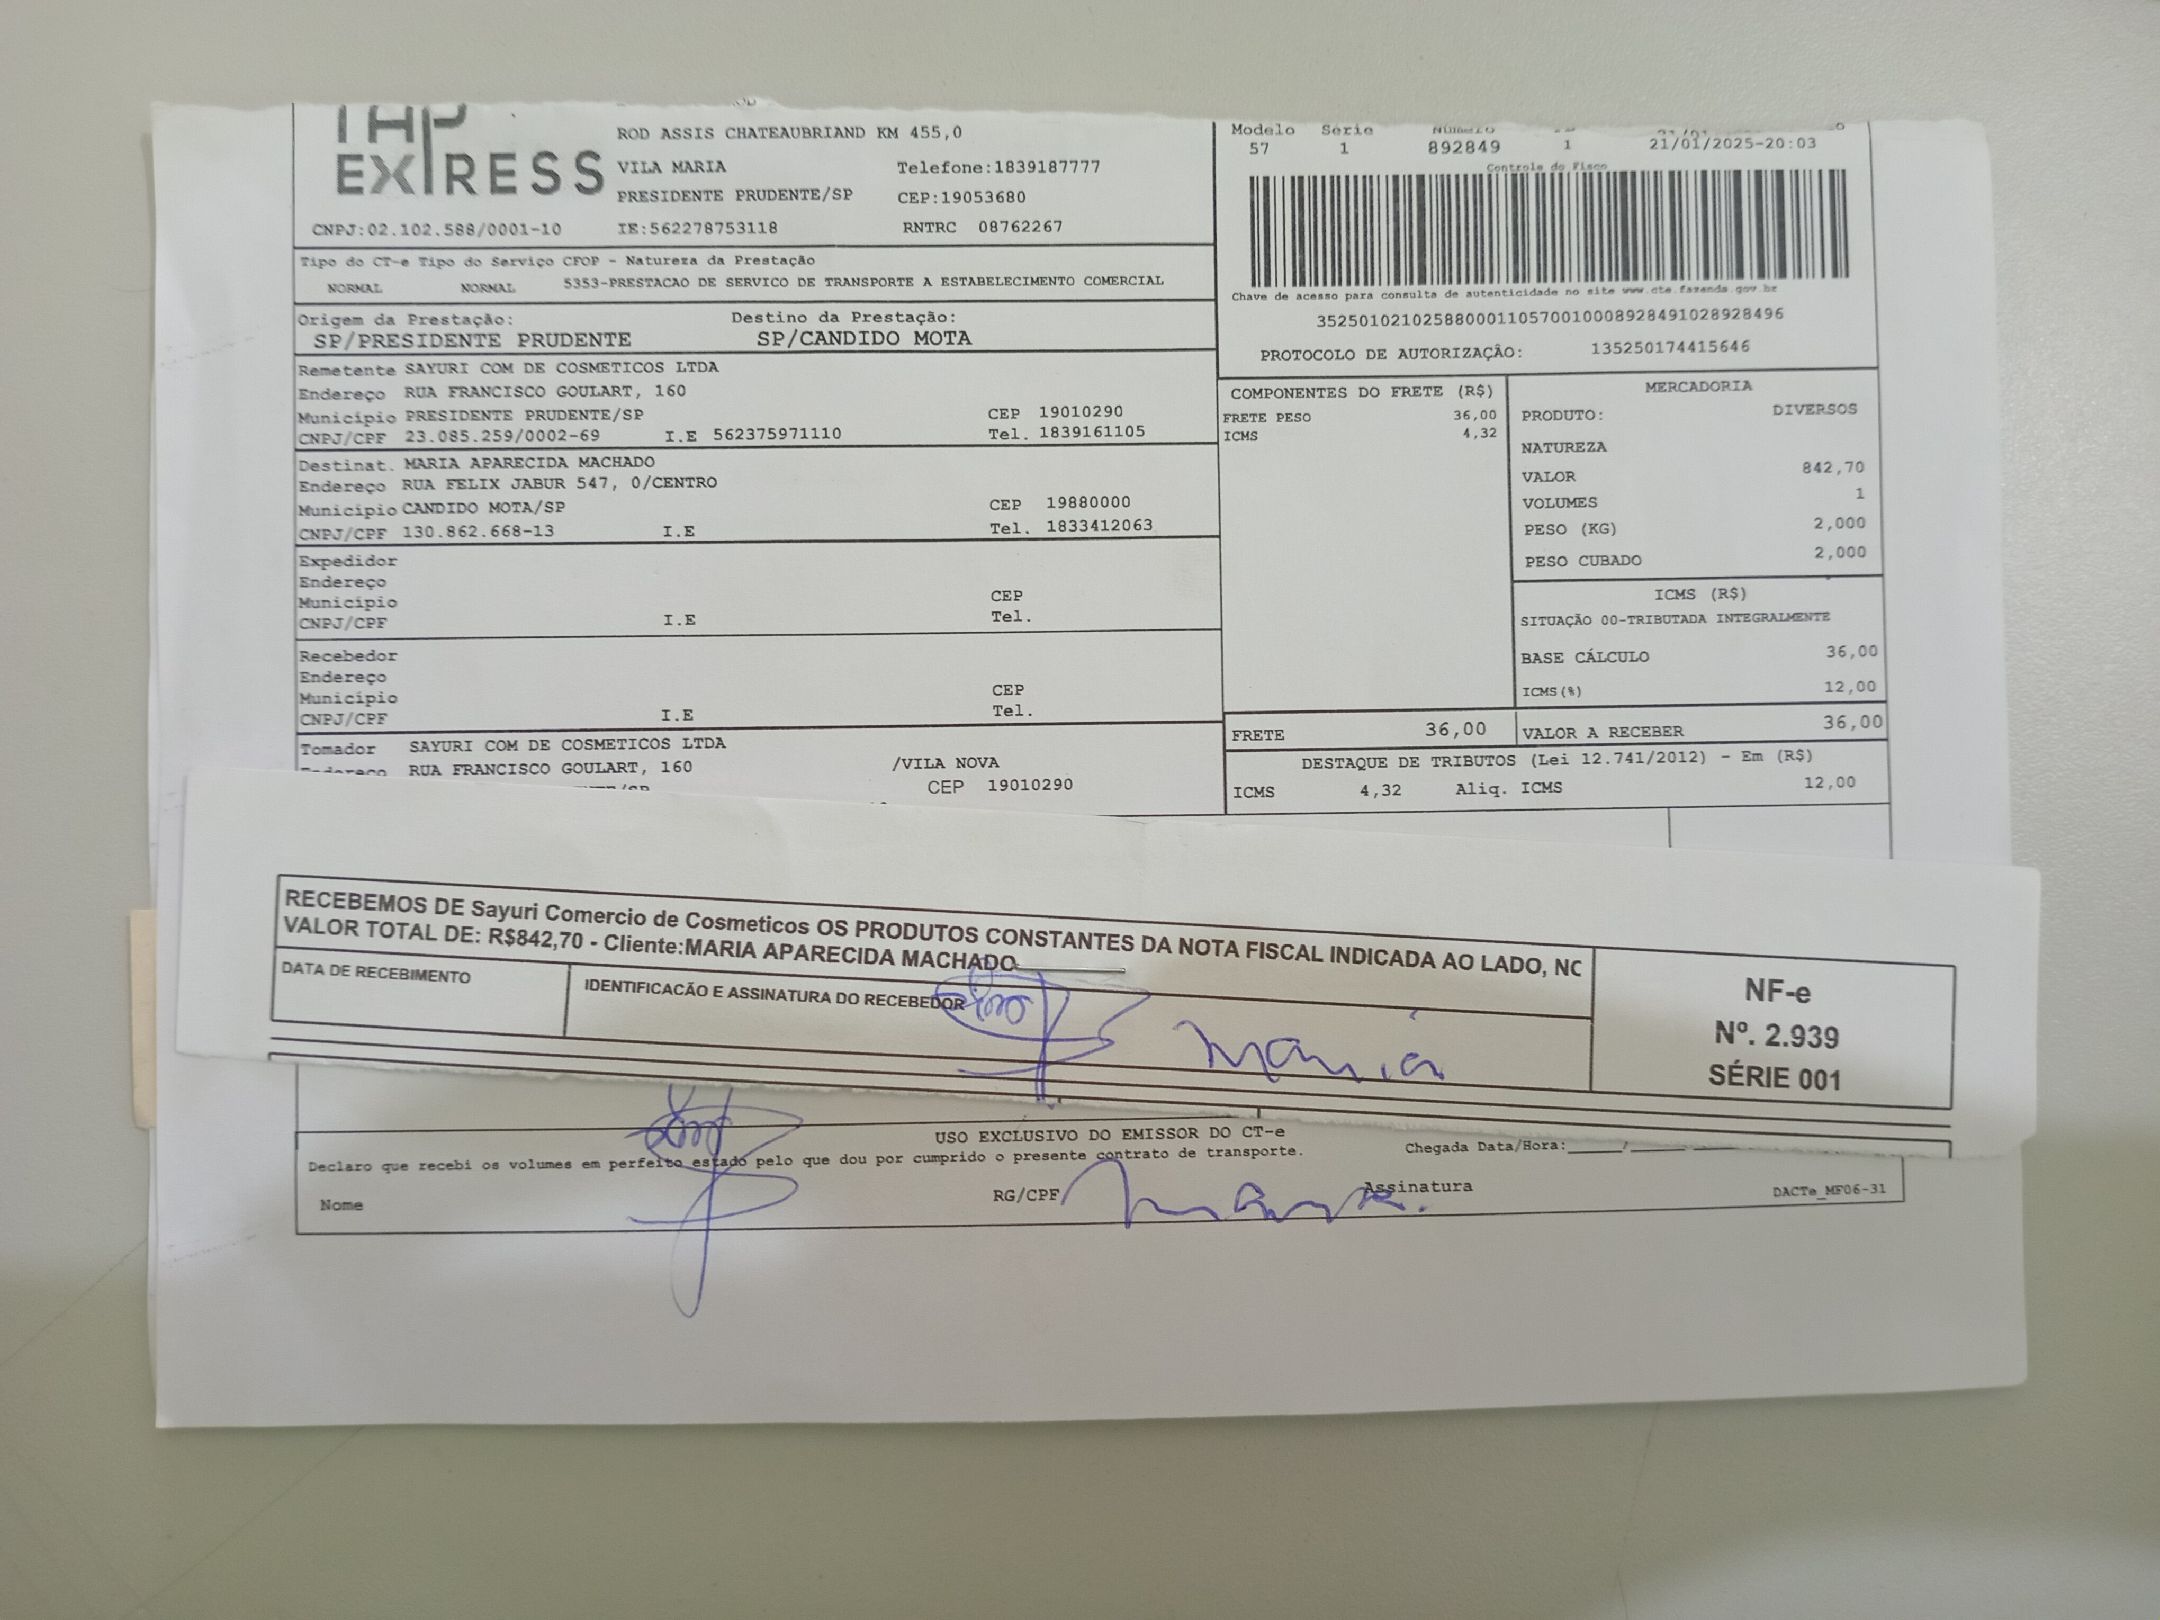 EXPRESS
ROD ASSIS CHATEAUBRIAND KM 455,0
VILA MARIA Telefone:1839187777
PRESIDENTE PRUDENTE/SP CEP:19053680
CNPJ:02.102.588/0001-10 IE:562278753118 RNTRC 08762267
Modelo Série Número
57 1 892849 1 21/01/2025-20:03
Controle do Fisco
Chave de acesso para consulta de autenticidade no site www.cte.fazenda.gov.br
35250102102588000110570010008928491028928496
PROTOCOLO DE AUTORIZAÇÃO: 135250174415646
Tipo do CT-e Tipo do Serviço CFOP - Natureza da Prestação
NORMAL NORMAL 5353-PRESTACAO DE SERVICO DE TRANSPORTE A ESTABELECIMENTO COMERCIAL
Origem da Prestação: Destino da Prestação:
SP/PRESIDENTE PRUDENTE SP/CANDIDO MOTA
Remetente SAYURI COM DE COSMETICOS LTDA
Endereço RUA FRANCISCO GOULART, 160
Município PRESIDENTE PRUDENTE/SP CEP 19010290
CNPJ/CPF 23.085.259/0002-69 I.E 562375971110 Tel. 1839161105
Destinat. MARIA APARECIDA MACHADO
Endereço RUA FELIX JABUR 547, 0/CENTRO
Município CANDIDO MOTA/SP CEP 19880000
CNPJ/CPF 130.862.668-13 I.E Tel. 1833412063
Expedidor
Endereço
Município CEP
CNPJ/CPF I.E Tel.
Recebedor
Endereço
Município CEP
CNPJ/CPF I.E Tel.
Tomador SAYURI COM DE COSMETICOS LTDA
Endereço RUA FRANCISCO GOULART, 160 /VILA NOVA
CEP 19010290
COMPONENTES DO FRETE (R$)
FRETE PESO 36,00
ICMS 4,32
MERCADORIA
PRODUTO: DIVERSOS
NATUREZA
VALOR 842,70
VOLUMES 1
PESO (KG) 2,000
PESO CUBADO 2,000
ICMS (R$)
SITUAÇÃO 00-TRIBUTADA INTEGRALMENTE
BASE CÁLCULO 36,00
ICMS(%) 12,00
FRETE 36,00 VALOR A RECEBER 36,00
DESTAQUE DE TRIBUTOS (Lei 12.741/2012) - Em (R$)
ICMS 4,32 Aliq. ICMS 12,00
RECEBEMOS DE Sayuri Comercio de Cosmeticos OS PRODUTOS CONSTANTES DA NOTA FISCAL INDICADA AO LADO, NO
VALOR TOTAL DE: R$842,70 - Cliente:MARIA APARECIDA MACHADO
DATA DE RECEBIMENTO IDENTIFICACÃO E ASSINATURA DO RECEBEDOR
Maria
NF-e
Nº. 2.939
SÉRIE 001
USO EXCLUSIVO DO EMISSOR DO CT-e
Declaro que recebi os volumes em perfeito estado pelo que dou por cumprido o presente contrato de transporte. Chegada Data/Hora:
Nome RG/CPF Assinatura DACTe_MF06-31